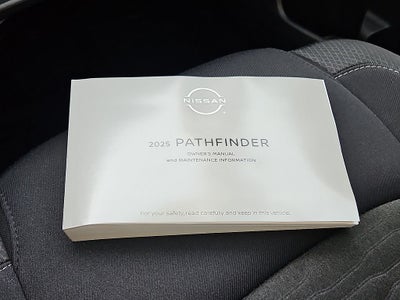 NISSAN
2025 PATHFINDER
OWNER'S MANUAL
and MAINTENANCE INFORMATION
For your safety, read carefully and keep in this vehicle.